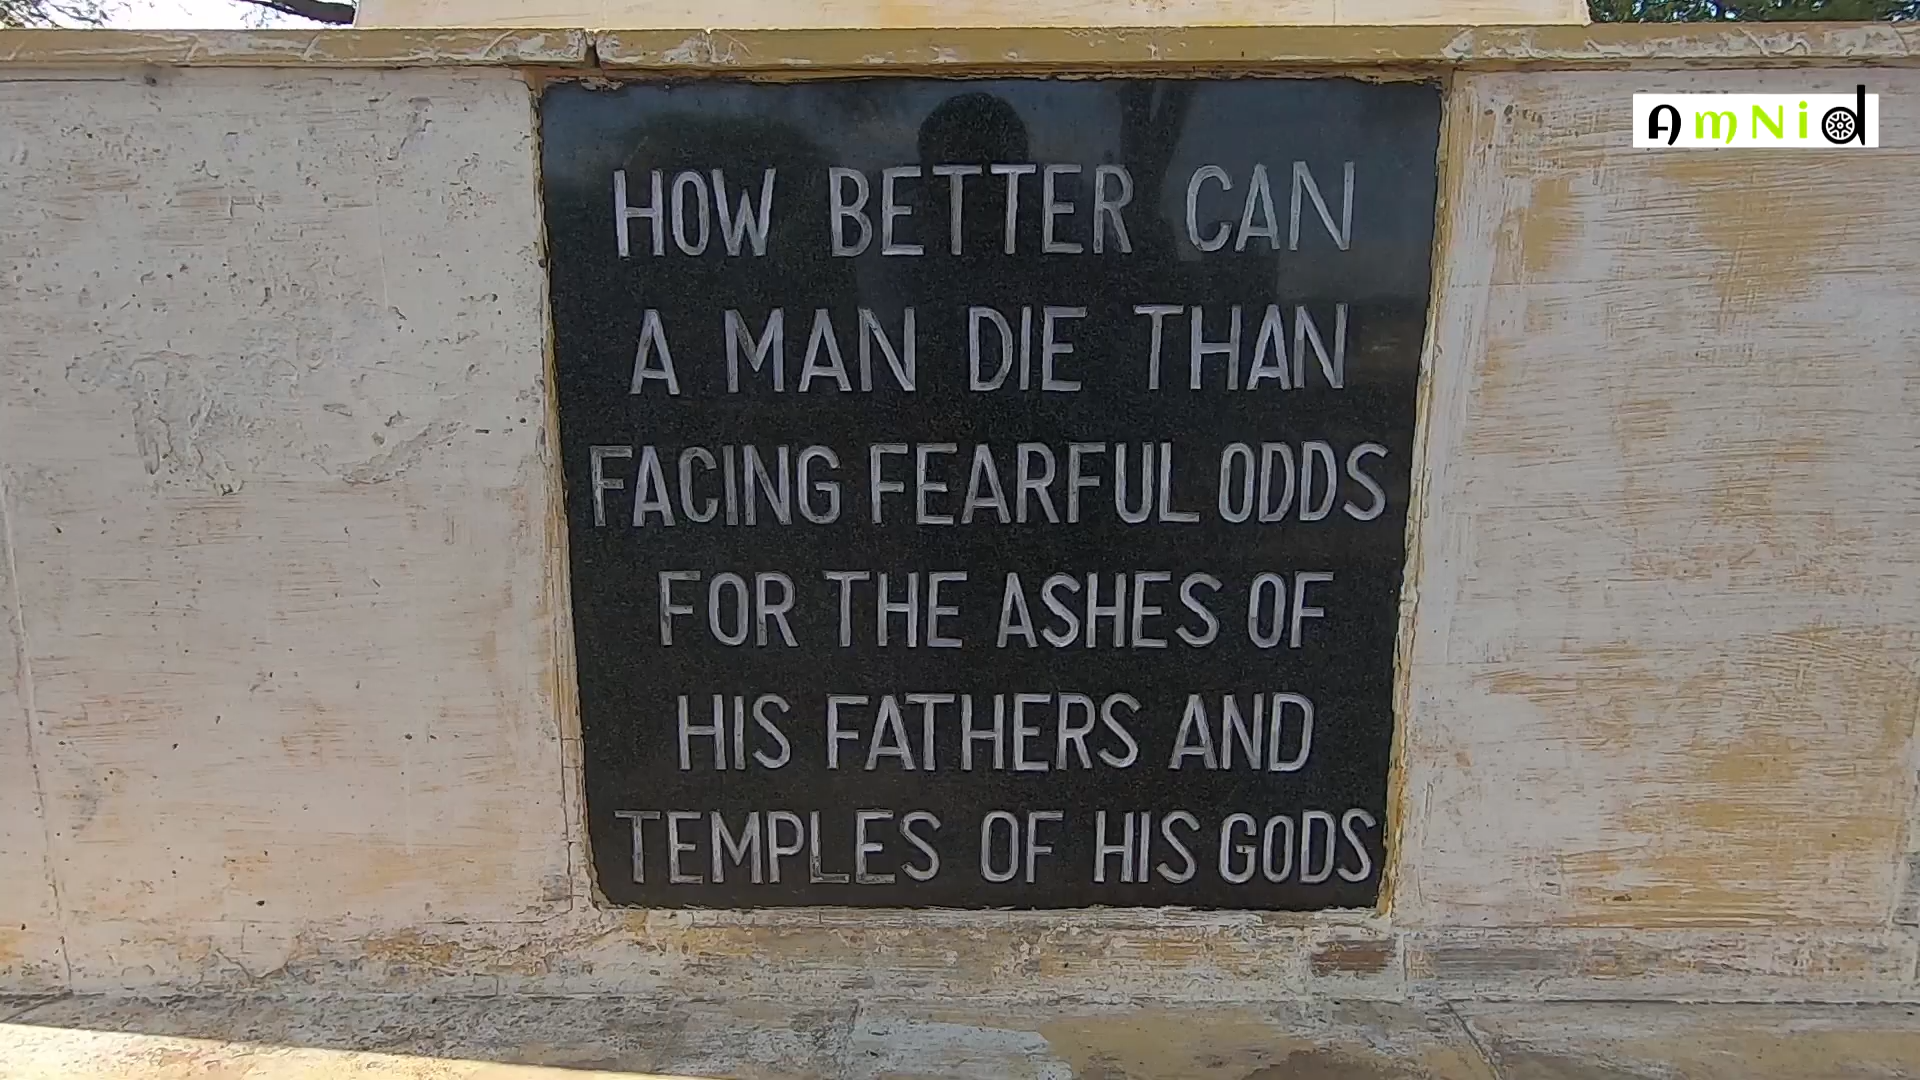 AmNid
HOW BETTER CAN
A MAN DIE THAN
FACING FEARFUL ODDS
FOR THE ASHES OF
HIS FATHERS AND
TEMPLES OF HIS GODS